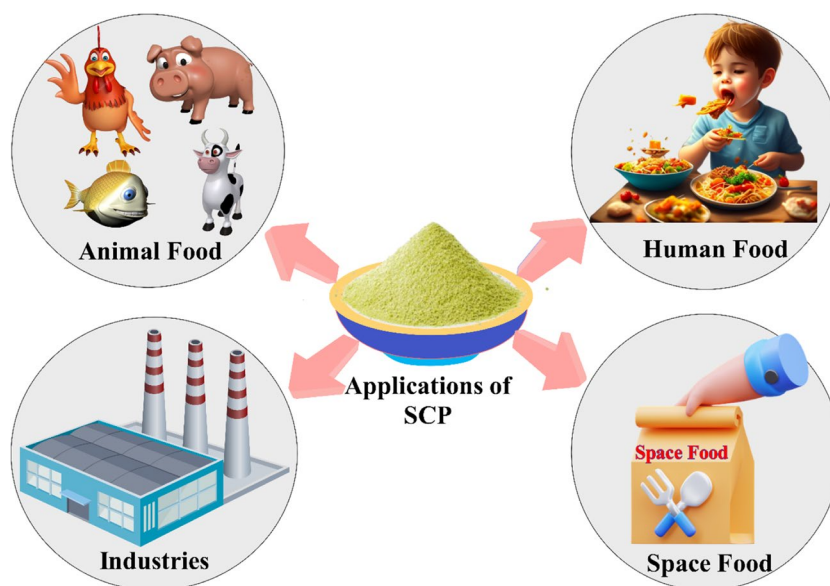 Animal Food
Human Food
Applications of
SCP
Industries
Space Food
Space Food